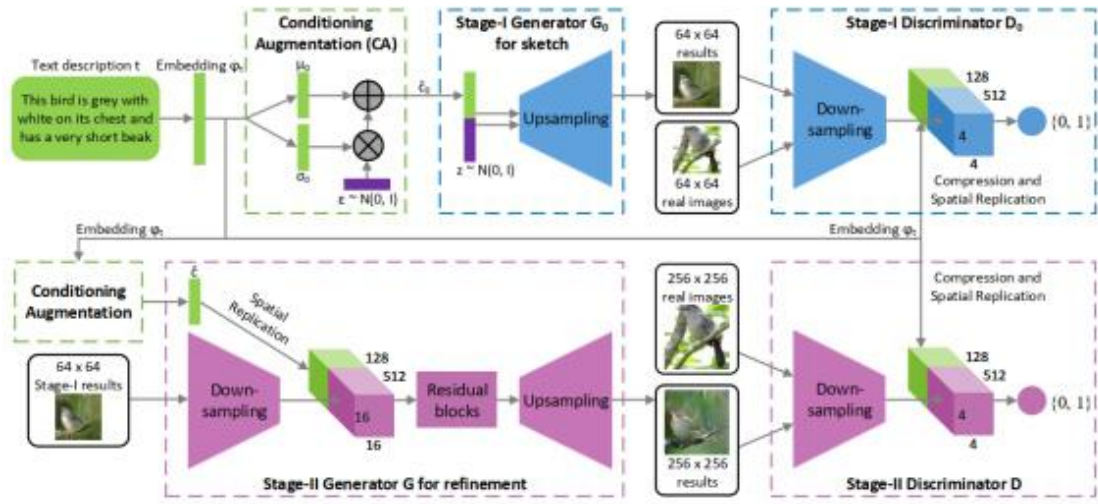 Conditioning
Augmentation (CA)
Stage-I Generator G₀
for sketch
Stage-I Discriminator D₀
Text description t
Embedding φₜ
This bird is grey with
white on its chest and
has a very short beak
μ₀
σ₀
ε ~ N(0, I)
ĉ₀
z ~ N(0, I)
Upsampling
64 x 64
results
64 x 64
real images
Down-
sampling
128
512
4
4
{0, 1}
Compression and
Spatial Replication
Embedding φₜ
Embedding φₜ
Conditioning
Augmentation
ĉ
Spatial
Replication
64 x 64
Stage-I results
Down-
sampling
128
512
16
16
Residual
blocks
Upsampling
256 x 256
real images
256 x 256
results
Compression and
Spatial Replication
Down-
sampling
128
512
4
4
{0, 1}
Stage-II Generator G for refinement
Stage-II Discriminator D